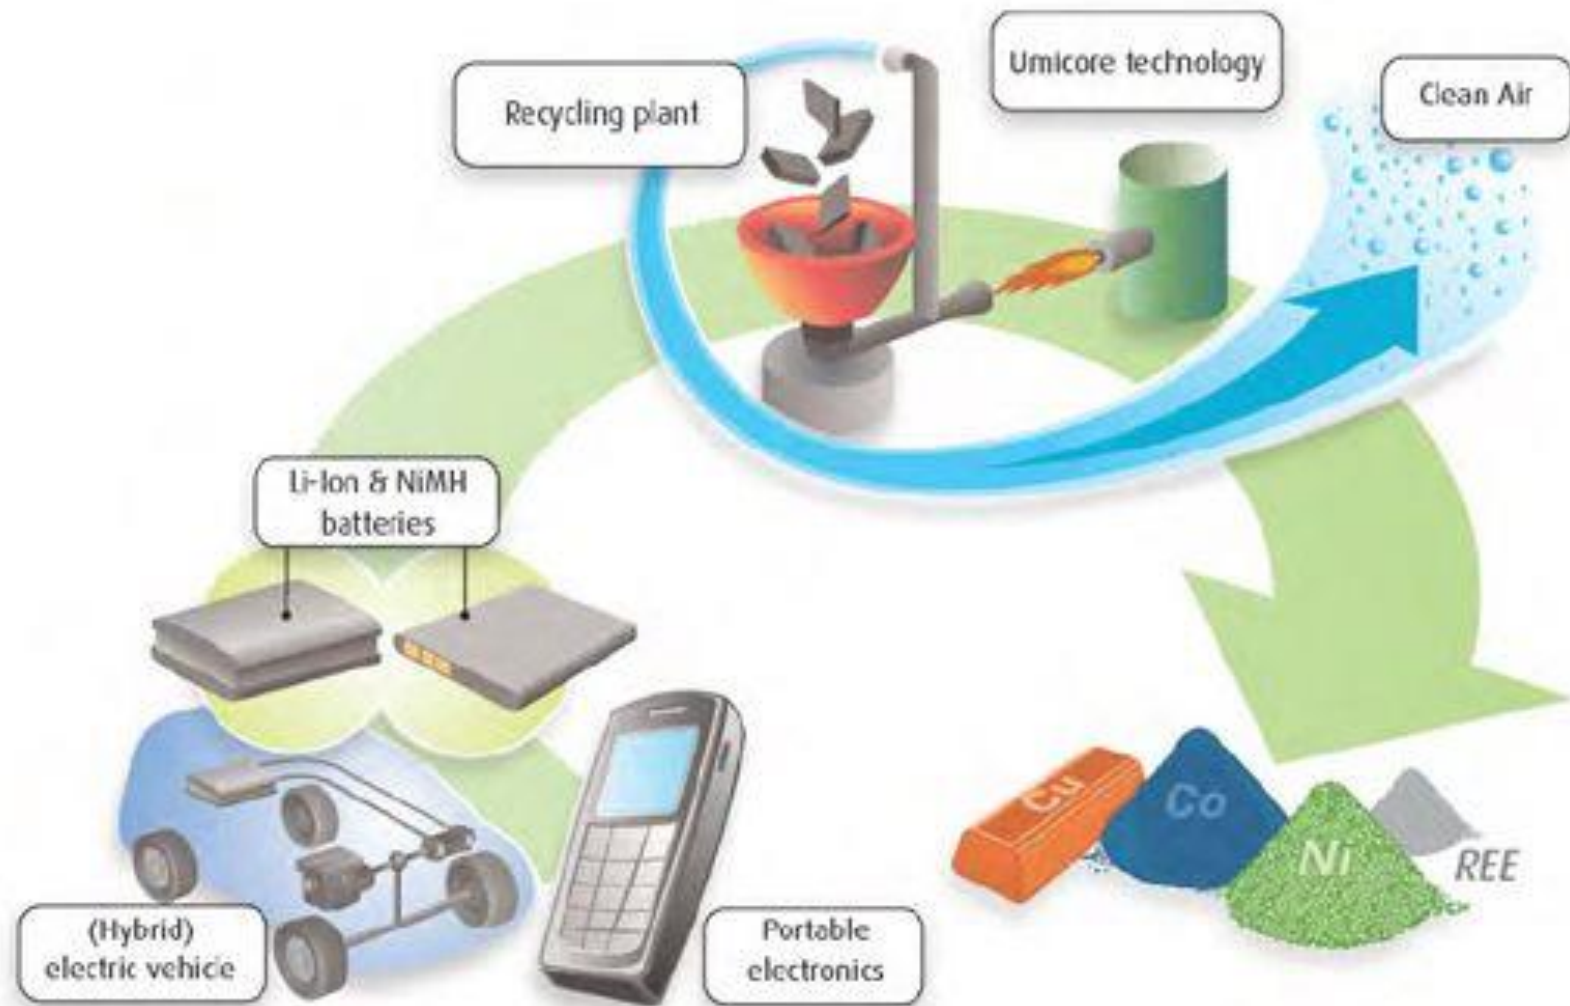 Recycling plant
Umicore technology
Clean Air
Li-Ion & NiMH
batteries
(Hybrid)
electric vehicle
Portable
electronics
Cu
Co
Ni
REE